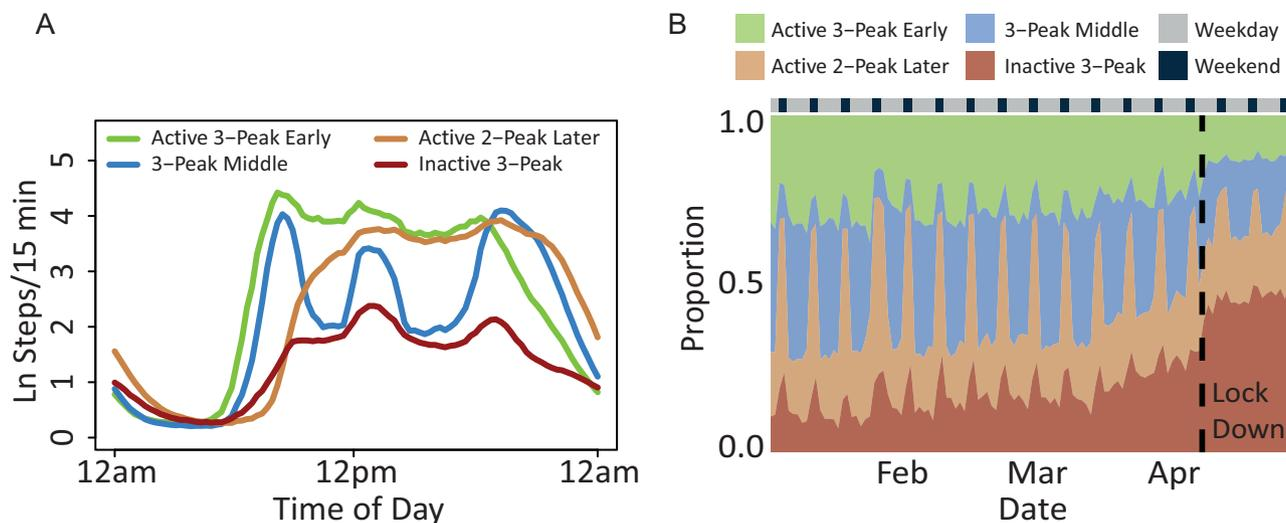 A
Active 3−Peak Early
Active 2−Peak Later
3−Peak Middle
Inactive 3−Peak
Ln Steps/15 min
5
4
3
2
1
0
12am
12pm
12am
Time of Day
B
Active 3−Peak Early
3−Peak Middle
Weekday
Active 2−Peak Later
Inactive 3−Peak
Weekend
Proportion
1.0
0.5
0.0
Lock
Down
Feb
Mar
Apr
Date